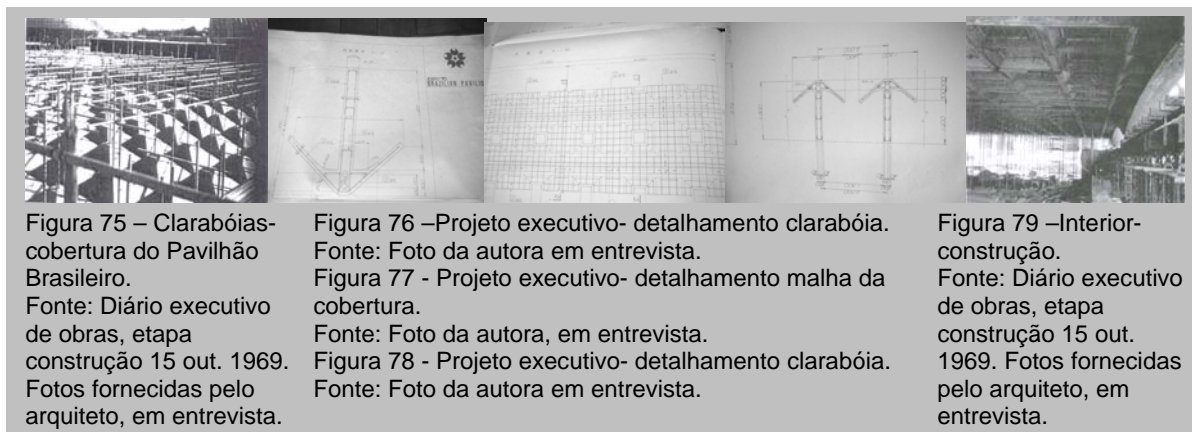 BRAZILIAN PAVILION
Figura 75 – Clarabóias-
cobertura do Pavilhão
Brasileiro.
Fonte: Diário executivo
de obras, etapa
construção 15 out. 1969.
Fotos fornecidas pelo
arquiteto, em entrevista.
Figura 76 –Projeto executivo- detalhamento clarabóia.
Fonte: Foto da autora em entrevista.
Figura 77 - Projeto executivo- detalhamento malha da
cobertura.
Fonte: Foto da autora, em entrevista.
Figura 78 - Projeto executivo- detalhamento clarabóia.
Fonte: Foto da autora em entrevista.
Figura 79 –Interior-
construção.
Fonte: Diário executivo
de obras, etapa
construção 15 out.
1969. Fotos fornecidas
pelo arquiteto, em
entrevista.